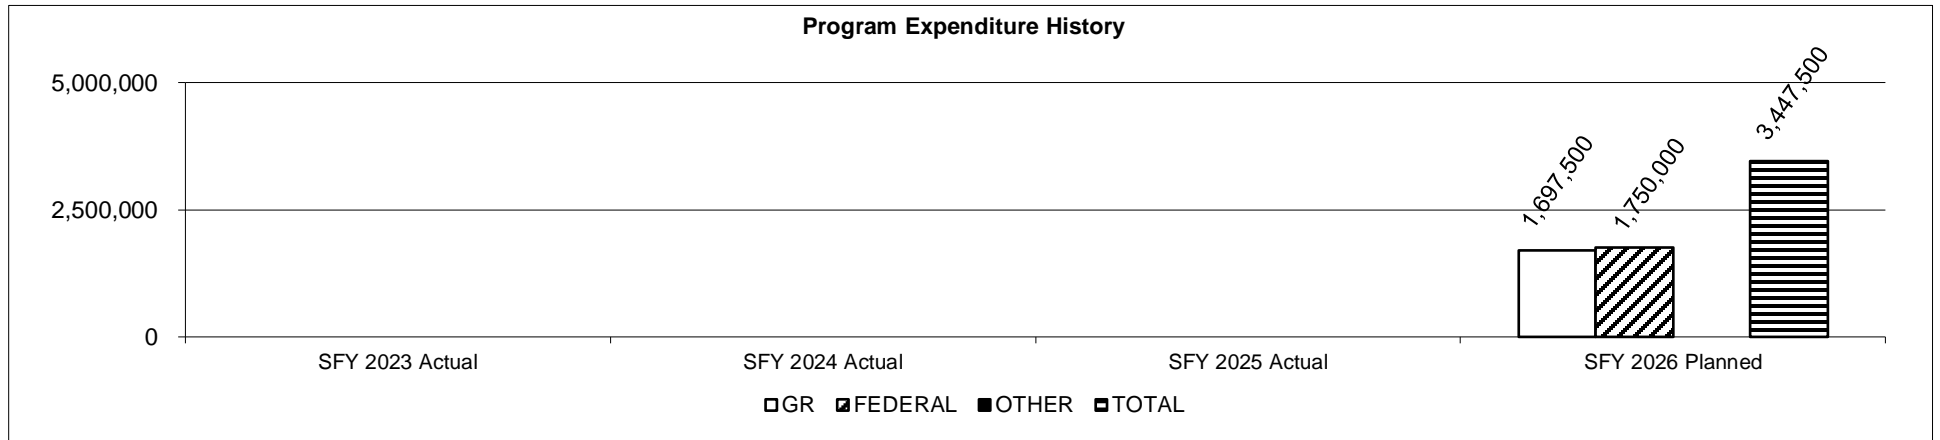 Program Expenditure History
5,000,000
2,500,000
0
1,697,500
1,750,000
3,447,500
SFY 2023 Actual
SFY 2024 Actual
SFY 2025 Actual
SFY 2026 Planned
GR FEDERAL OTHER TOTAL